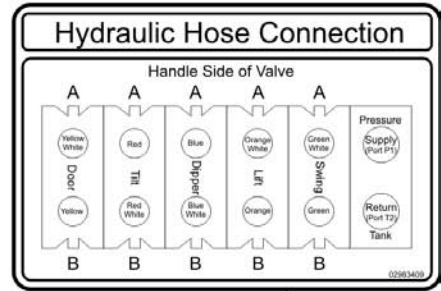 Hydraulic Hose Connection
Handle Side of Valve
A A A A A
Pressure
Yellow White
Red
Blue
Orange White
Green White
Supply
(Port P1)
Door
Tilt
Dipper
Lift
Swing
Yellow
Red White
Blue White
Orange
Green
Return
(Port T2)
Tank
B B B B B
02983409